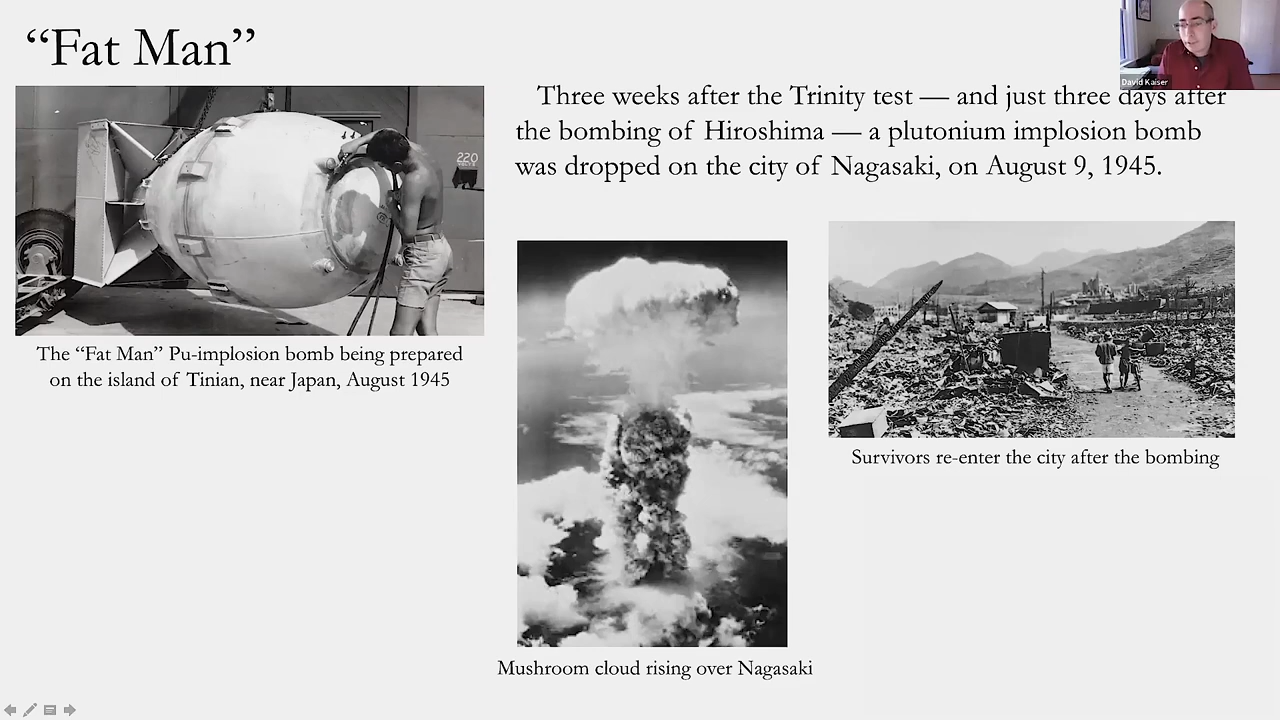 “Fat Man”
David Kaiser
Three weeks after the Trinity test — and just three days after
the bombing of Hiroshima — a plutonium implosion bomb
was dropped on the city of Nagasaki, on August 9, 1945.
220
The “Fat Man” Pu-implosion bomb being prepared
on the island of Tinian, near Japan, August 1945
Survivors re-enter the city after the bombing
Mushroom cloud rising over Nagasaki